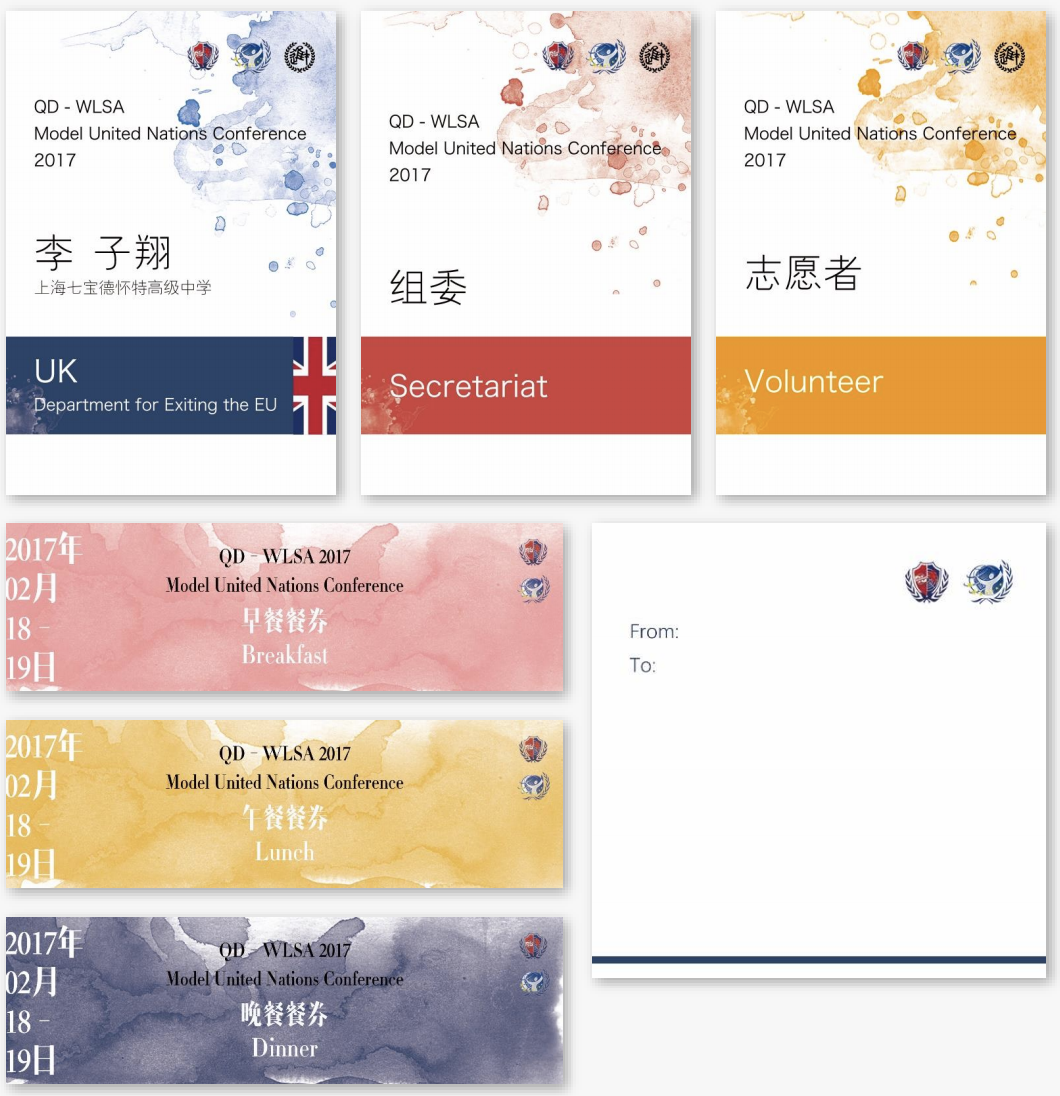 QD - WLSA
Model United Nations Conference
2017
李 子翔
上海七宝德怀特高级中学
UK
Department for Exiting the EU
QD - WLSA
Model United Nations Conference
2017
组委
Secretariat
QD - WLSA
Model United Nations Conference
2017
志愿者
Volunteer
2017年
02月
18 -
19日
QD - WLSA 2017
Model United Nations Conference
早餐餐券
Breakfast
2017年
02月
18 -
19日
QD - WLSA 2017
Model United Nations Conference
午餐餐券
Lunch
2017年
02月
18 -
19日
QD - WLSA 2017
Model United Nations Conference
晚餐餐券
Dinner
From:
To: